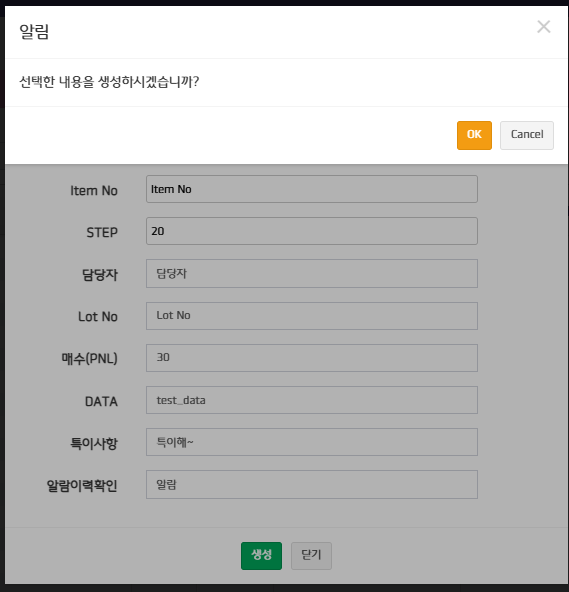 알림
×
선택한 내용을 생성하시겠습니까?
OK Cancel
Item No Item No
STEP 20
담당자 담당자
Lot No Lot No
매수(PNL) 30
DATA test_data
특이사항 특이해~
알람이력확인 알람
생성 닫기